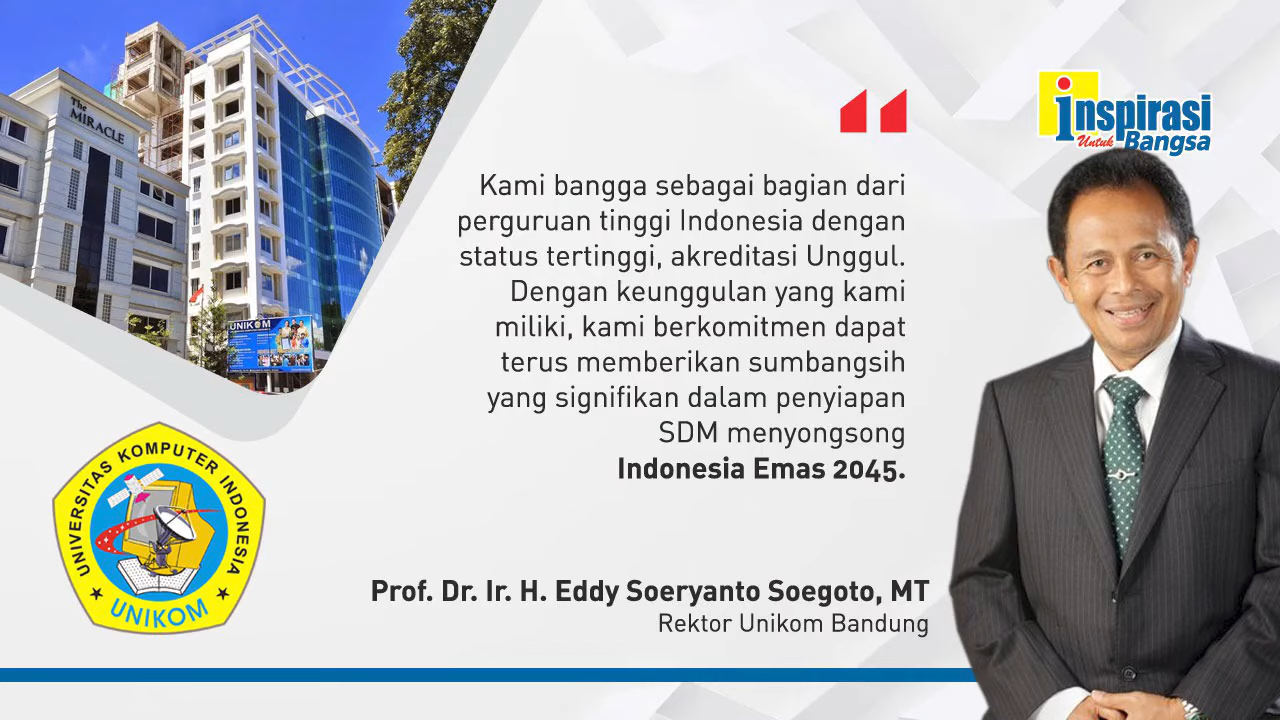 The
MIRACLE
UNIKOM
inspirasi
Untuk Bangsa
Kami bangga sebagai bagian dari
perguruan tinggi Indonesia dengan
status tertinggi, akreditasi Unggul.
Dengan keunggulan yang kami
miliki, kami berkomitmen dapat
terus memberikan sumbangsih
yang signifikan dalam penyiapan
SDM menyongsong
Indonesia Emas 2045.
UNIVERSITAS KOMPUTER INDONESIA
UNIKOM
Prof. Dr. Ir. H. Eddy Soeryanto Soegoto, MT
Rektor Unikom Bandung